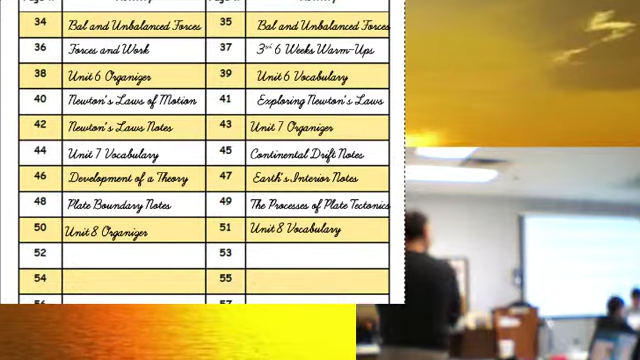 34 Bal and Unbalanced Forces 35 Bal and Unbalanced Forces
36 Forces and Work 37 3rd 6 Weeks Warm-Ups
38 Unit 6 Organizer 39 Unit 6 Vocabulary
40 Newton's Laws of Motion 41 Exploring Newton's Laws
42 Newton's Laws Notes 43 Unit 7 Organizer
44 Unit 7 Vocabulary 45 Continental Drift Notes
46 Development of a Theory 47 Earth's Interior Notes
48 Plate Boundary Notes 49 The Processes of Plate Tectonics
50 Unit 8 Organizer 51 Unit 8 Vocabulary
52 53
54 55